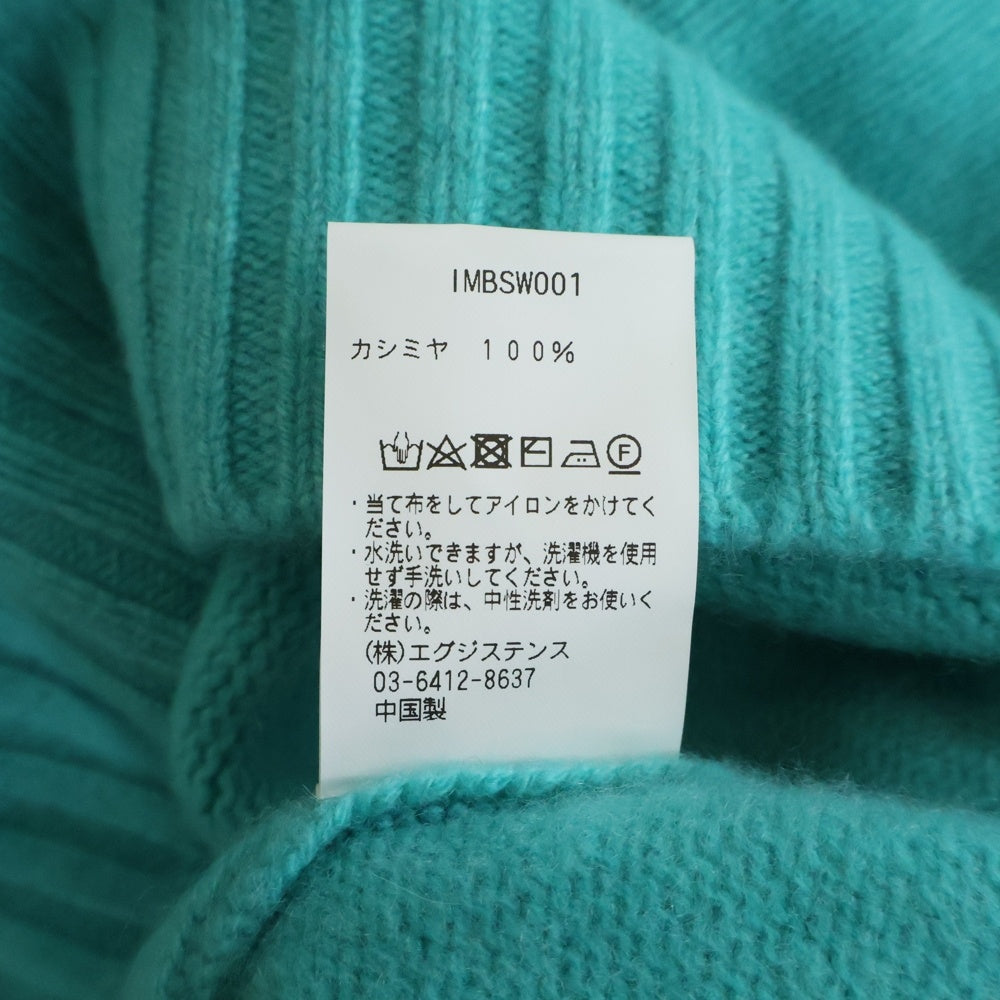 IMBSW001
カシミヤ　１００％
F
・当て布をしてアイロンをかけてく
ださい。
・水洗いできますが、洗濯機を使用
せず手洗いしてください。
・洗濯の際は、中性洗剤をお使いく
ださい。
(株)エグジステンス
03-6412-8637
中国製